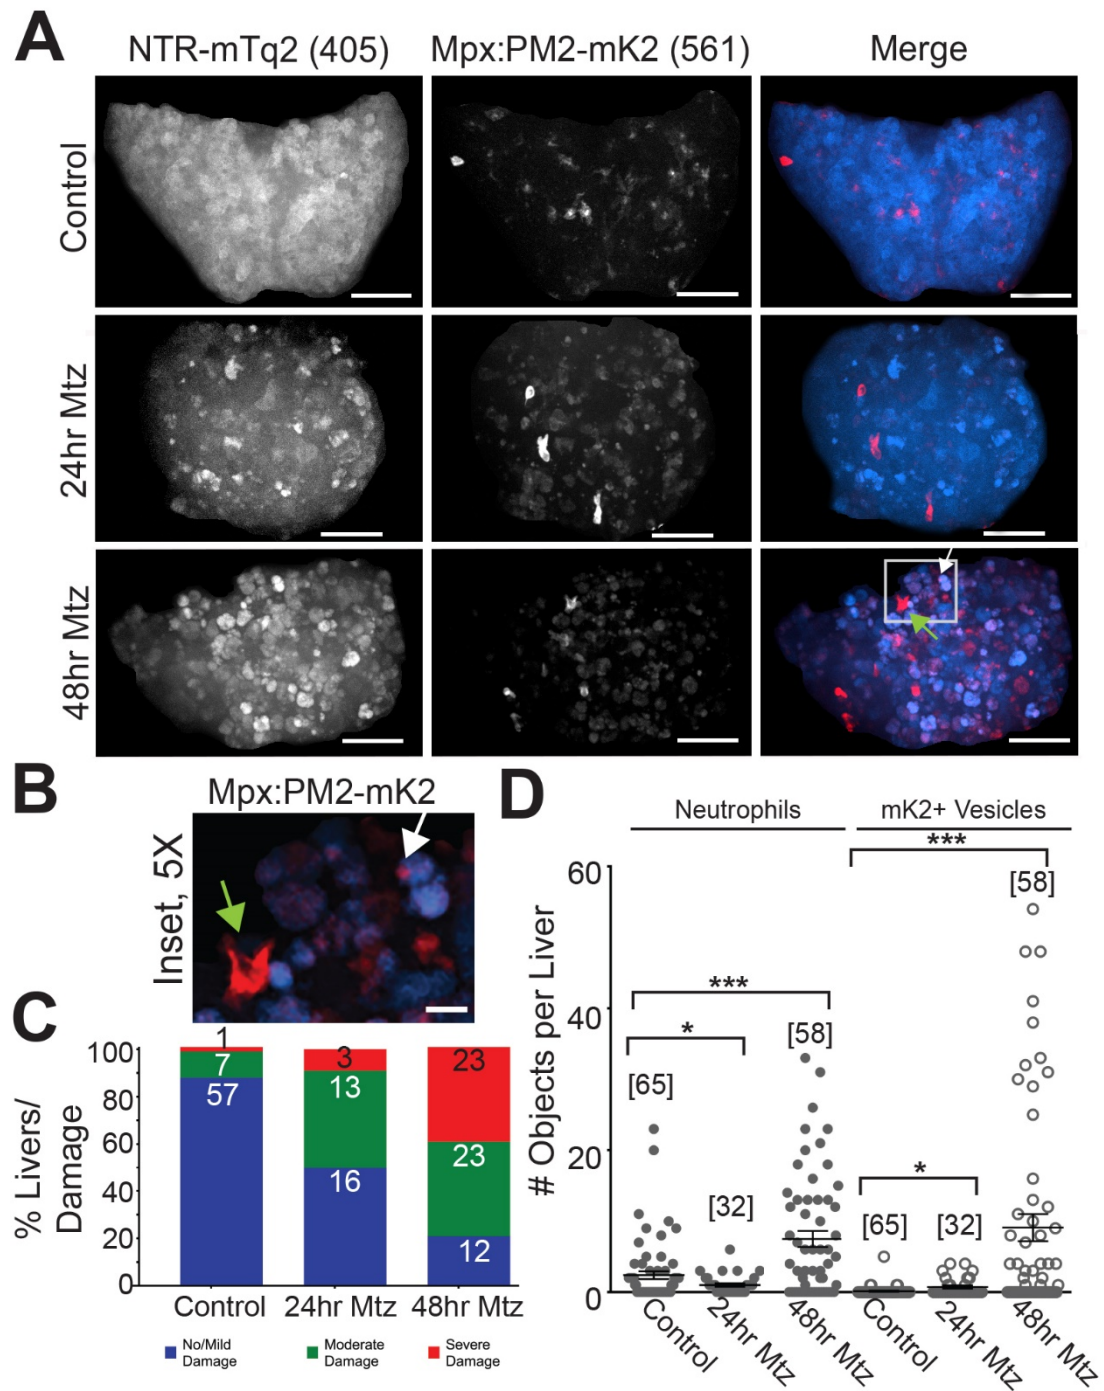 A
NTR-mTq2 (405)
Mpx:PM2-mK2 (561)
Merge
Control
24hr Mtz
48hr Mtz
B
Mpx:PM2-mK2
Inset, 5X
C
% Livers/
Damage
100
80
60
40
20
0
1
7
57
3
13
16
23
23
12
Control
24hr Mtz
48hr Mtz
No/Mild
Damage
Moderate
Damage
Severe
Damage
D
Neutrophils
mK2+ Vesicles
# Objects per Liver
60
40
20
0
***
*
***
*
[65]
[32]
[58]
[65]
[32]
[58]
Control
24hr Mtz
48hr Mtz
Control
24hr Mtz
48hr Mtz